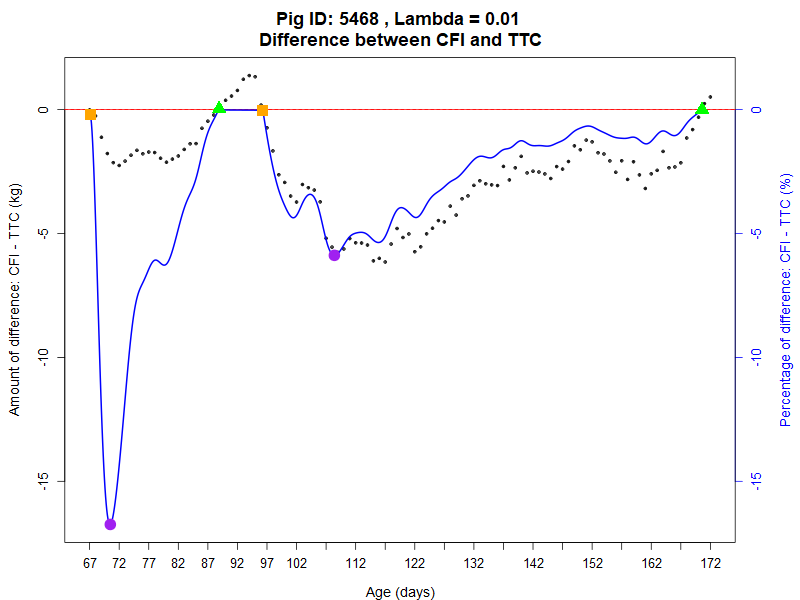 Pig ID: 5468 , Lambda = 0.01
Difference between CFI and TTC
Amount of difference: CFI - TTC (kg)
0
-5
-10
-15
0
-5
-10
-15
Percentage of difference: CFI - TTC (%)
67 72 77 82 87 92 97 102 112 122 132 142 152 162 172
Age (days)